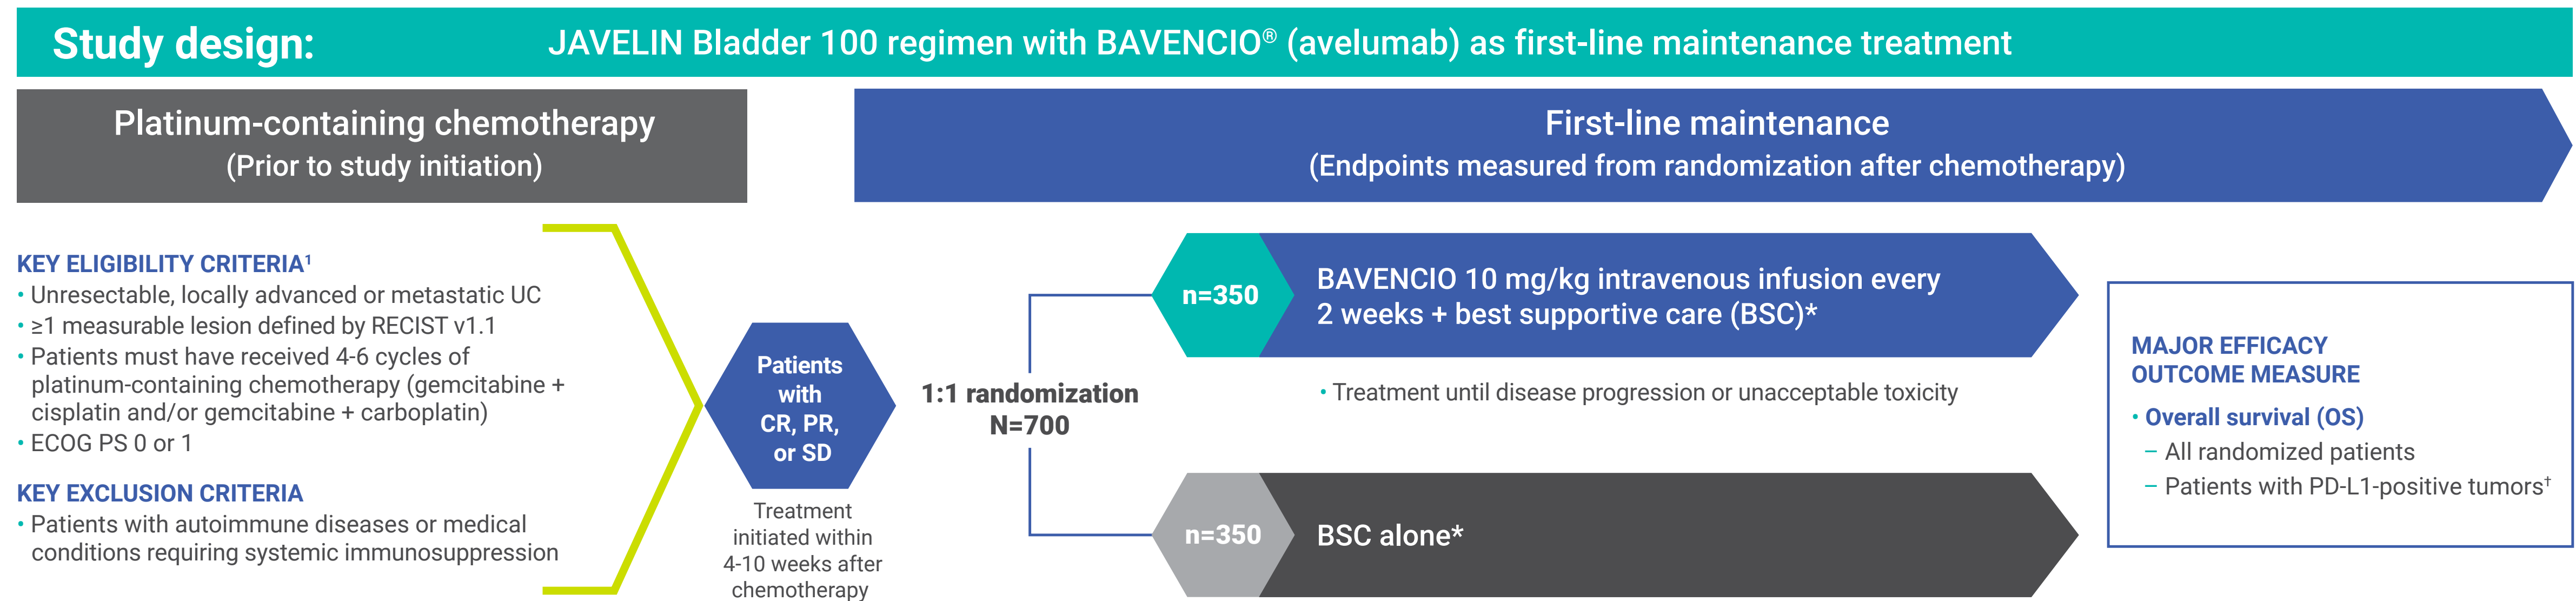 Study design:
JAVELIN Bladder 100 regimen with BAVENCIO® (avelumab) as first-line maintenance treatment
Platinum-containing chemotherapy
(Prior to study initiation)
First-line maintenance
(Endpoints measured from randomization after chemotherapy)
KEY ELIGIBILITY CRITERIA¹
• Unresectable, locally advanced or metastatic UC
• ≥1 measurable lesion defined by RECIST v1.1
• Patients must have received 4-6 cycles of
platinum-containing chemotherapy (gemcitabine +
cisplatin and/or gemcitabine + carboplatin)
• ECOG PS 0 or 1
KEY EXCLUSION CRITERIA
• Patients with autoimmune diseases or medical
conditions requiring systemic immunosuppression
Patients
with
CR, PR,
or SD
Treatment
initiated within
4-10 weeks after
chemotherapy
1:1 randomization
N=700
n=350
BAVENCIO 10 mg/kg intravenous infusion every
2 weeks + best supportive care (BSC)*
• Treatment until disease progression or unacceptable toxicity
n=350
BSC alone*
MAJOR EFFICACY
OUTCOME MEASURE
• Overall survival (OS)
– All randomized patients
– Patients with PD-L1-positive tumors†